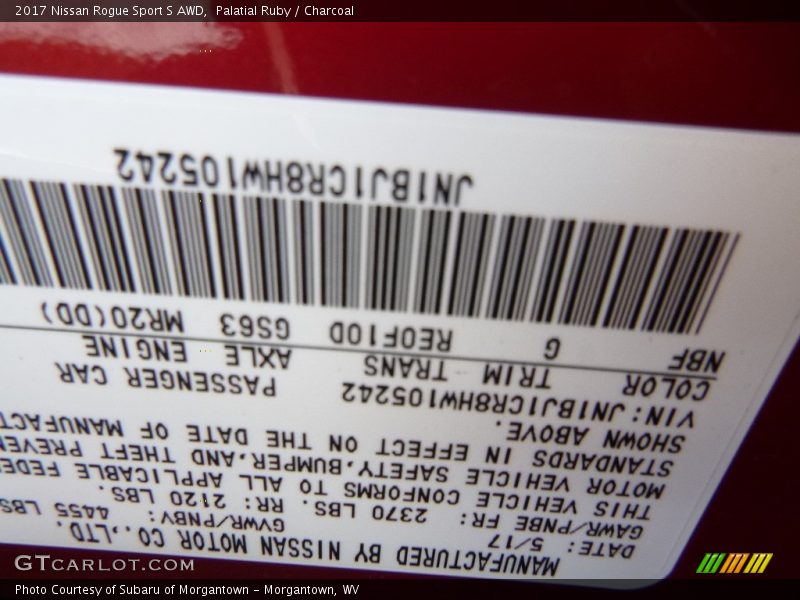 2017 Nissan Rogue Sport S AWD, Palatial Ruby / Charcoal
MANUFACTURED BY NISSAN MOTOR CO.,LTD.
DATE: 5/17 GVWR/PNBV: 4455 LBS
GAWR/PNBE FR: 2370 LBS. RR: 2120 LBS.
THIS VEHICLE CONFORMS TO ALL APPLICABLE FEDE
MOTOR VEHICLE SAFETY,BUMPER,AND THEFT PREVEN
STANDARDS IN EFFECT ON THE DATE OF MANUFACT
SHOWN ABOVE.
VIN:JN1BJ1CR8HW105242 PASSENGER CAR
COLOR TRIM TRANS AXLE ENGINE
NBF G RE0F10D GS63 MR20(DD)
JN1BJ1CR8HW105242
GTCARLOT.COM
Photo Courtesy of Subaru of Morgantown - Morgantown, WV